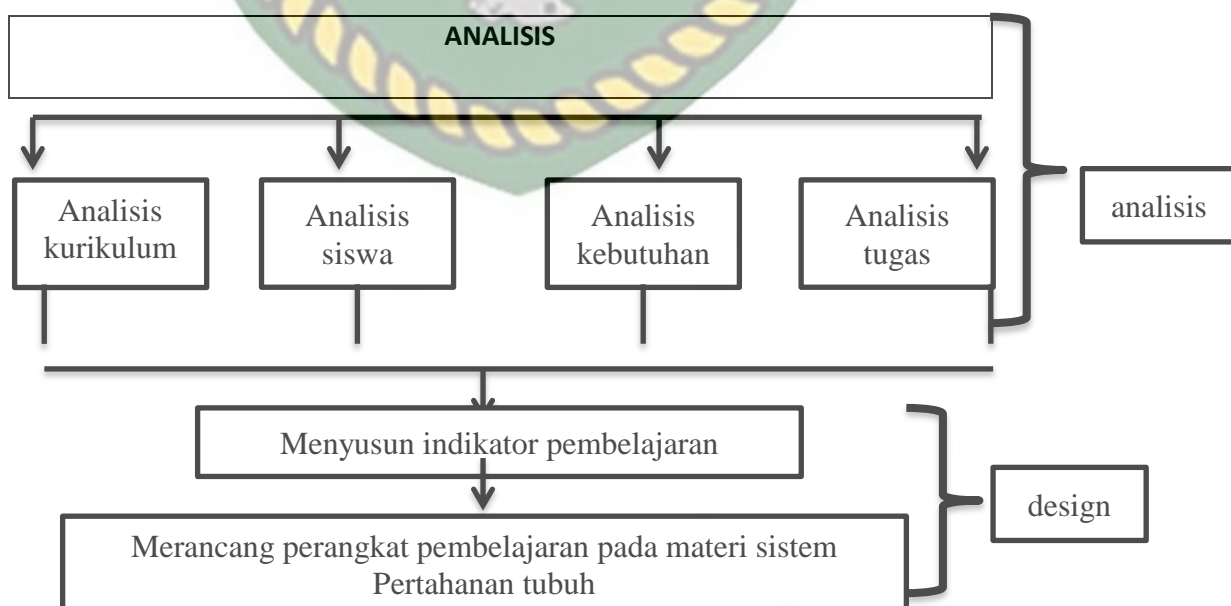 ANALISIS
Analisis
kurikulum
Analisis
siswa
Analisis
kebutuhan
Analisis
tugas
analisis
Menyusun indikator pembelajaran
design
Merancang perangkat pembelajaran pada materi sistem
Pertahanan tubuh